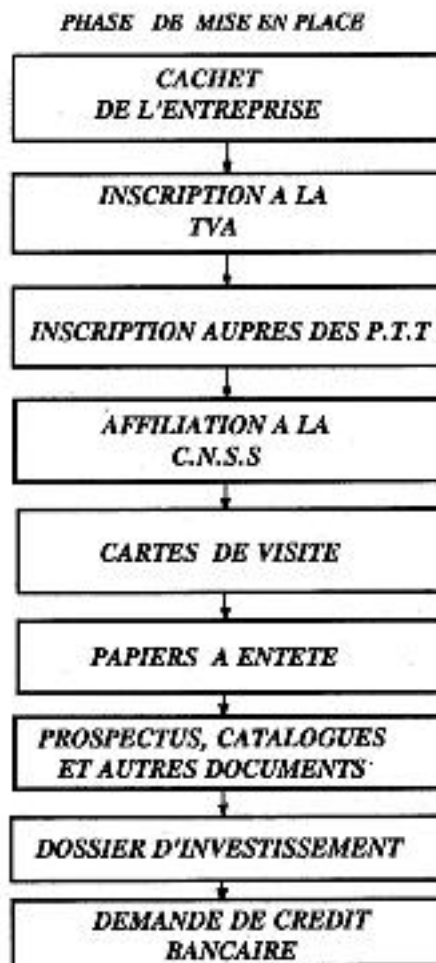 PHASE DE MISE EN PLACE
CACHET
DE L'ENTREPRISE
INSCRIPTION A LA
TVA
INSCRIPTION AUPRES DES P.T.T
AFFILIATION A LA
C.N.S.S
CARTES DE VISITE
PAPIERS A ENTETE
PROSPECTUS, CATALOGUES
ET AUTRES DOCUMENTS
DOSSIER D'INVESTISSEMENT
DEMANDE DE CREDIT
BANCAIRE